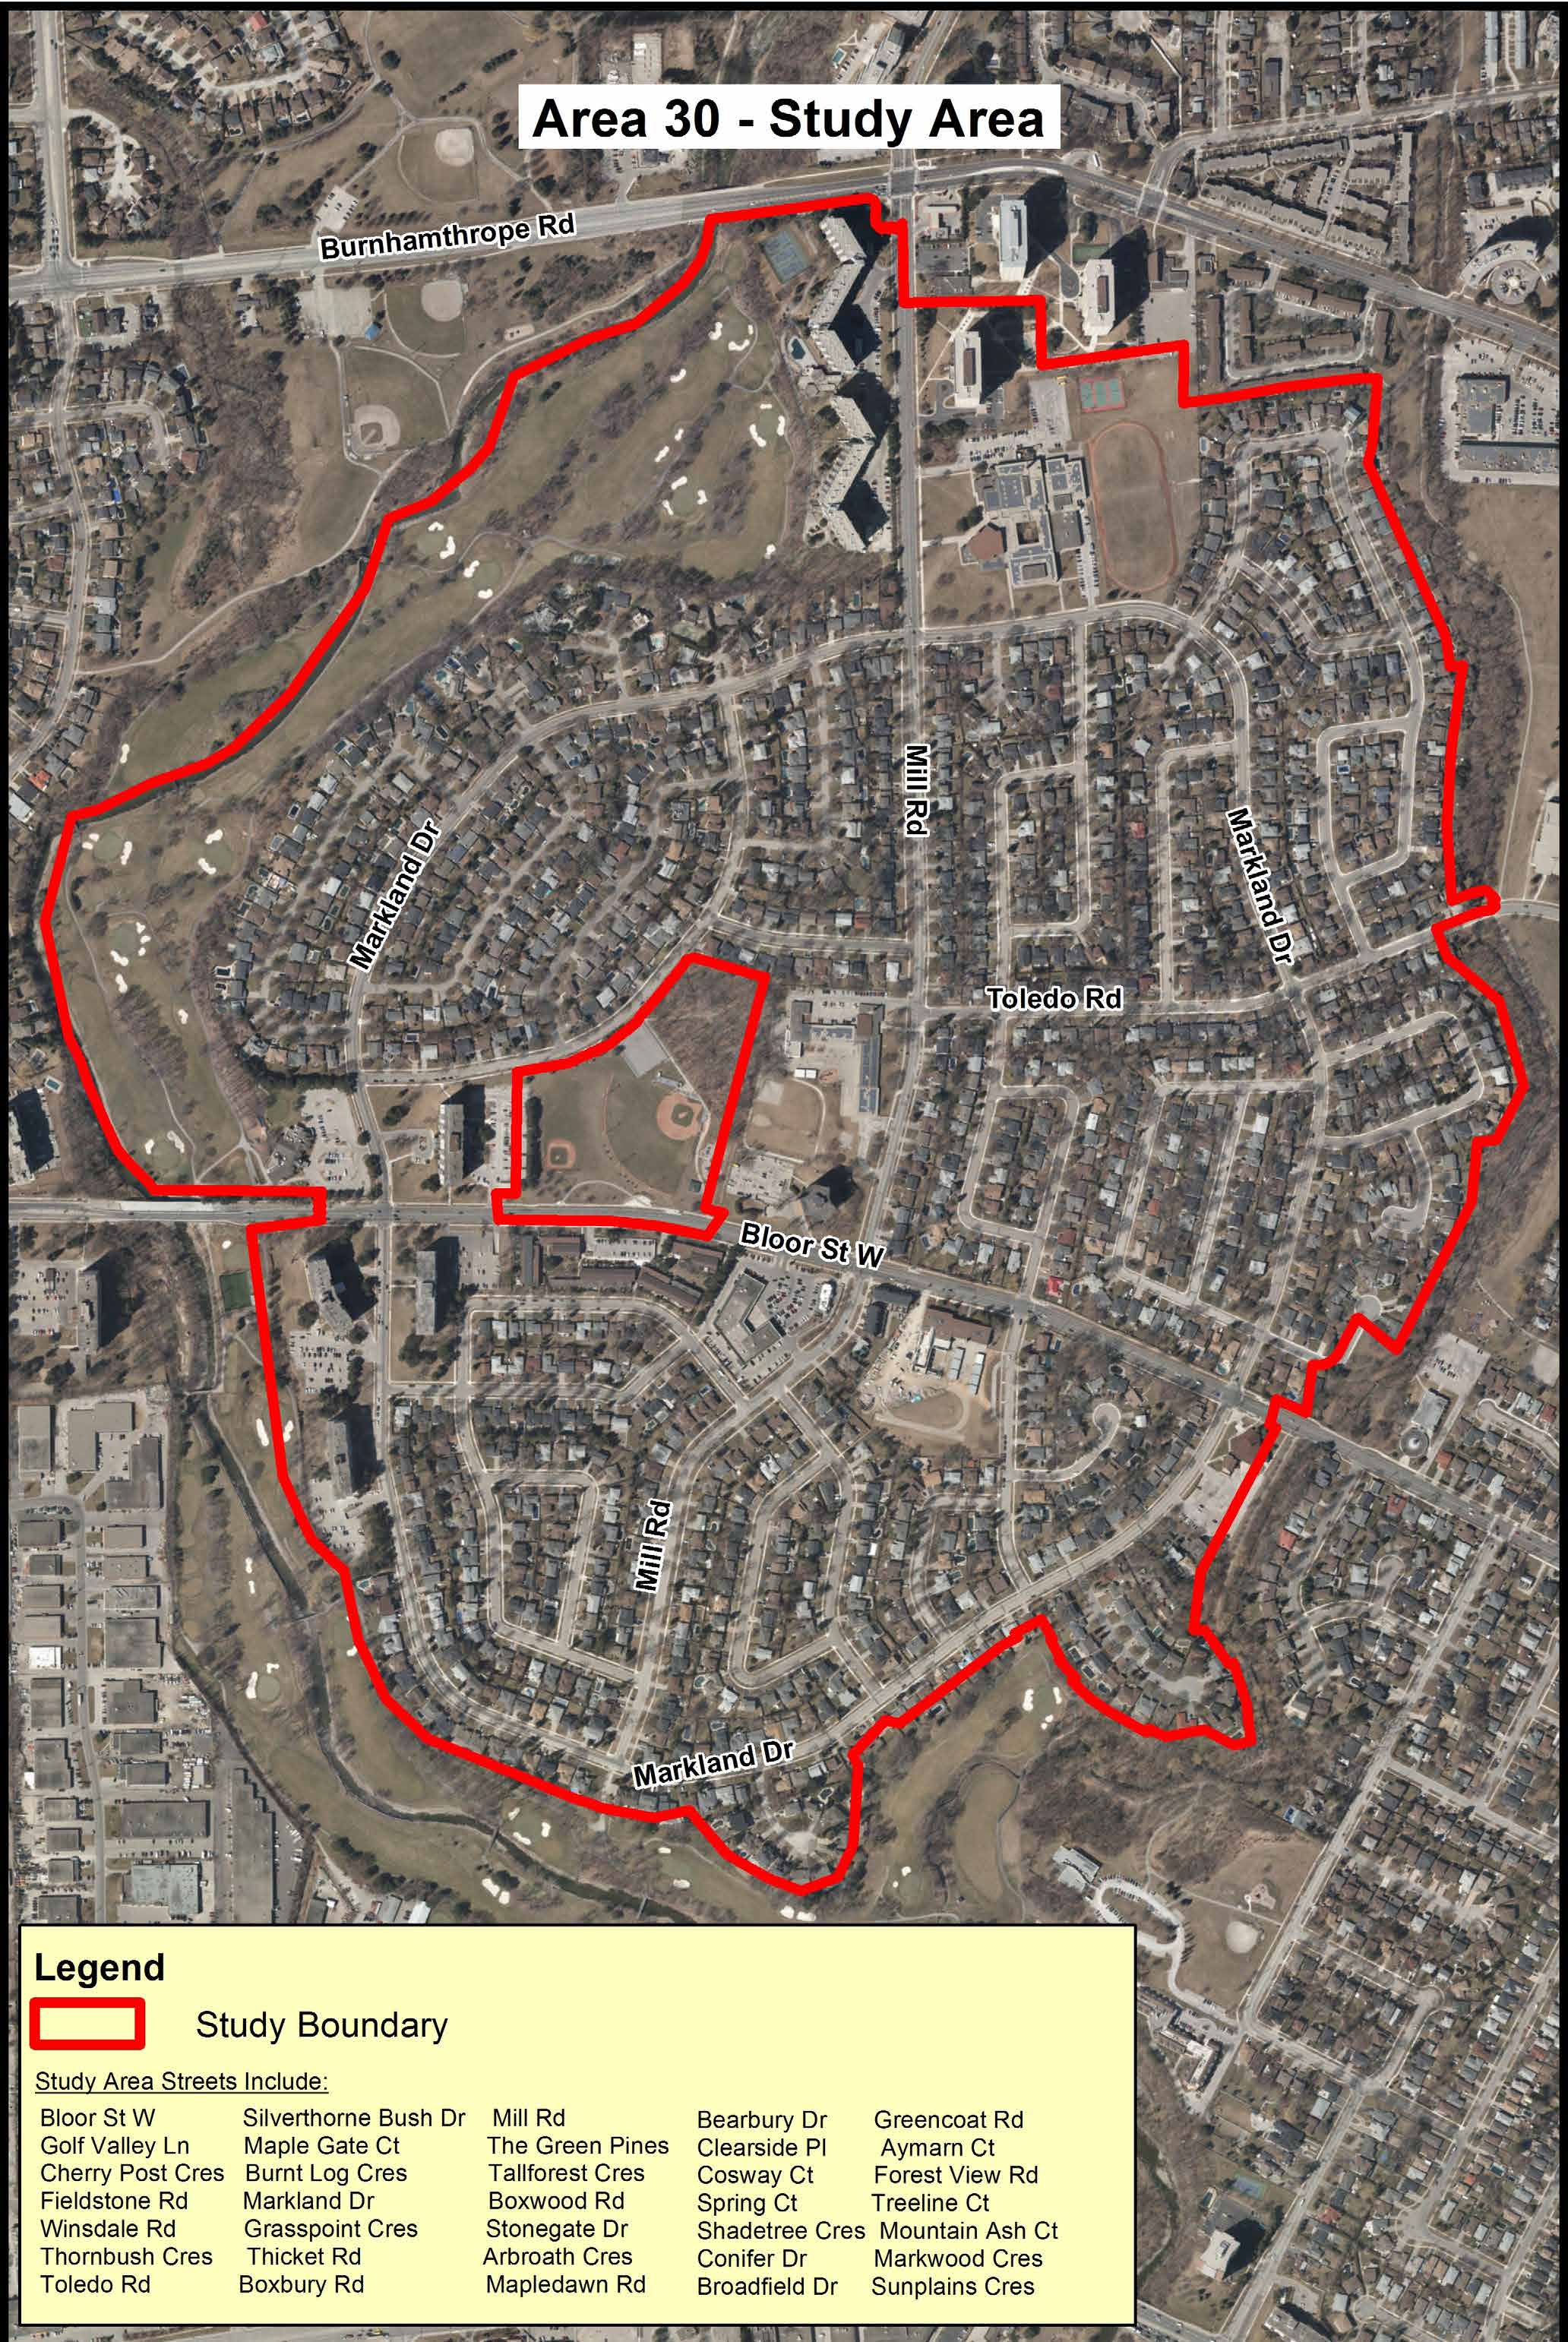 Area 30 - Study Area
Burnhamthrope Rd
Mill Rd
Markland Dr
Markland Dr
Toledo Rd
Bloor St W
Mill Rd
Markland Dr
Legend
Study Boundary
Study Area Streets Include:
Bloor St W Silverthorne Bush Dr Mill Rd Bearbury Dr Greencoat Rd
Golf Valley Ln Maple Gate Ct The Green Pines Clearside Pl Aymarn Ct
Cherry Post Cres Burnt Log Cres Tallforest Cres Cosway Ct Forest View Rd
Fieldstone Rd Markland Dr Boxwood Rd Spring Ct Treeline Ct
Winsdale Rd Grasspoint Cres Stonegate Dr Shadetree Cres Mountain Ash Ct
Thornbush Cres Thicket Rd Arbroath Cres Conifer Dr Markwood Cres
Toledo Rd Boxbury Rd Mapledawn Rd Broadfield Dr Sunplains Cres